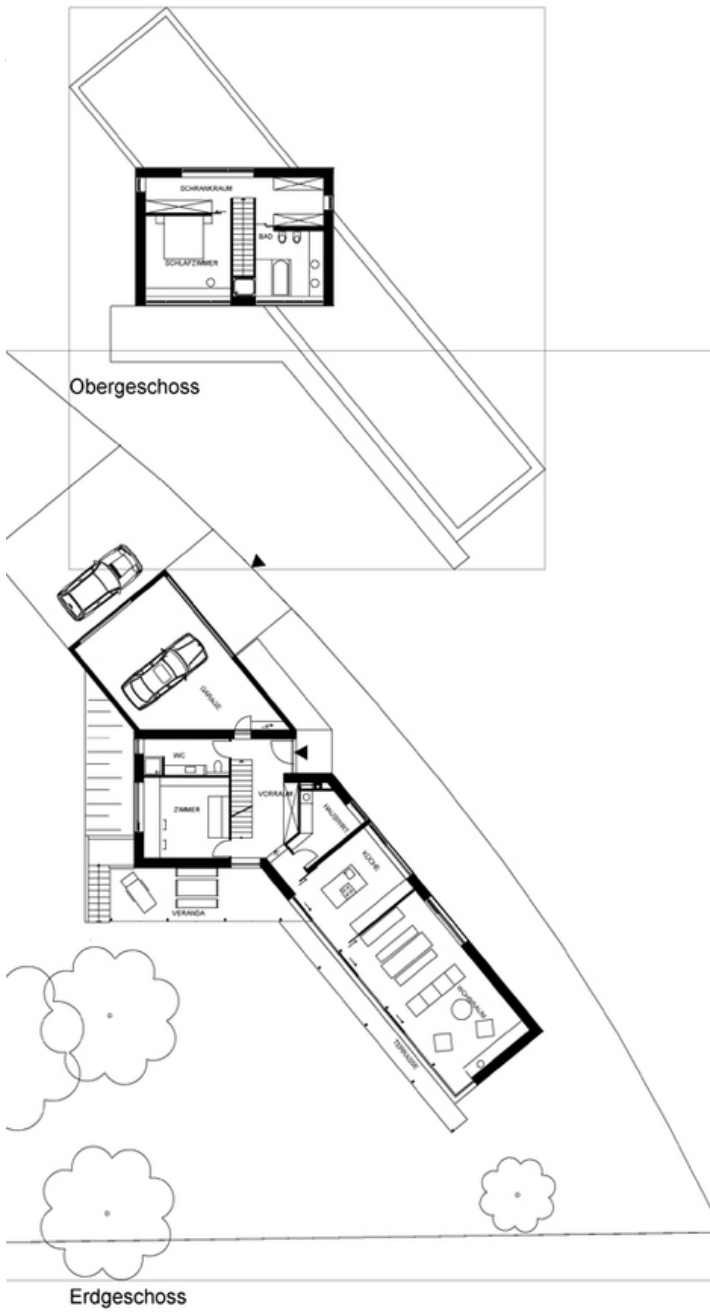 SCHRANKRAUM
BAD
SCHLAFZIMMER
Obergeschoss
GARAGE
WC
VORRAUM
ZIMMER
HAUSWIRT
KÜCHE
VERANDA
WOHNRAUM
TERRASSE
Erdgeschoss